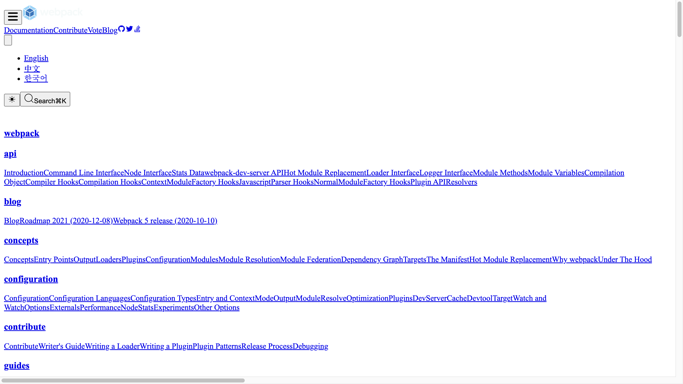 webpack
DocumentationContributeVoteBlog
English
中文
한국어
Search⌘K
webpack
api
IntroductionCommand Line InterfaceNode InterfaceStats Datawebpack-dev-server APIHot Module ReplacementLoader InterfaceLogger InterfaceModule MethodsModule VariablesCompilation
ObjectCompiler HooksCompilation HooksContextModuleFactory HooksJavascriptParser HooksNormalModuleFactory HooksPlugin APIResolvers
blog
BlogRoadmap 2021 (2020-12-08)Webpack 5 release (2020-10-10)
concepts
ConceptsEntry PointsOutputLoadersPluginsConfigurationModulesModule ResolutionModule FederationDependency GraphTargetsThe ManifestHot Module ReplacementWhy webpackUnder The Hood
configuration
ConfigurationConfiguration LanguagesConfiguration TypesEntry and ContextModeOutputModuleResolveOptimizationPluginsDevServerCacheDevtoolTargetWatch and
WatchOptionsExternalsPerformanceNodeStatsExperimentsOther Options
contribute
ContributeWriter's GuideWriting a LoaderWriting a PluginPlugin PatternsRelease ProcessDebugging
guides